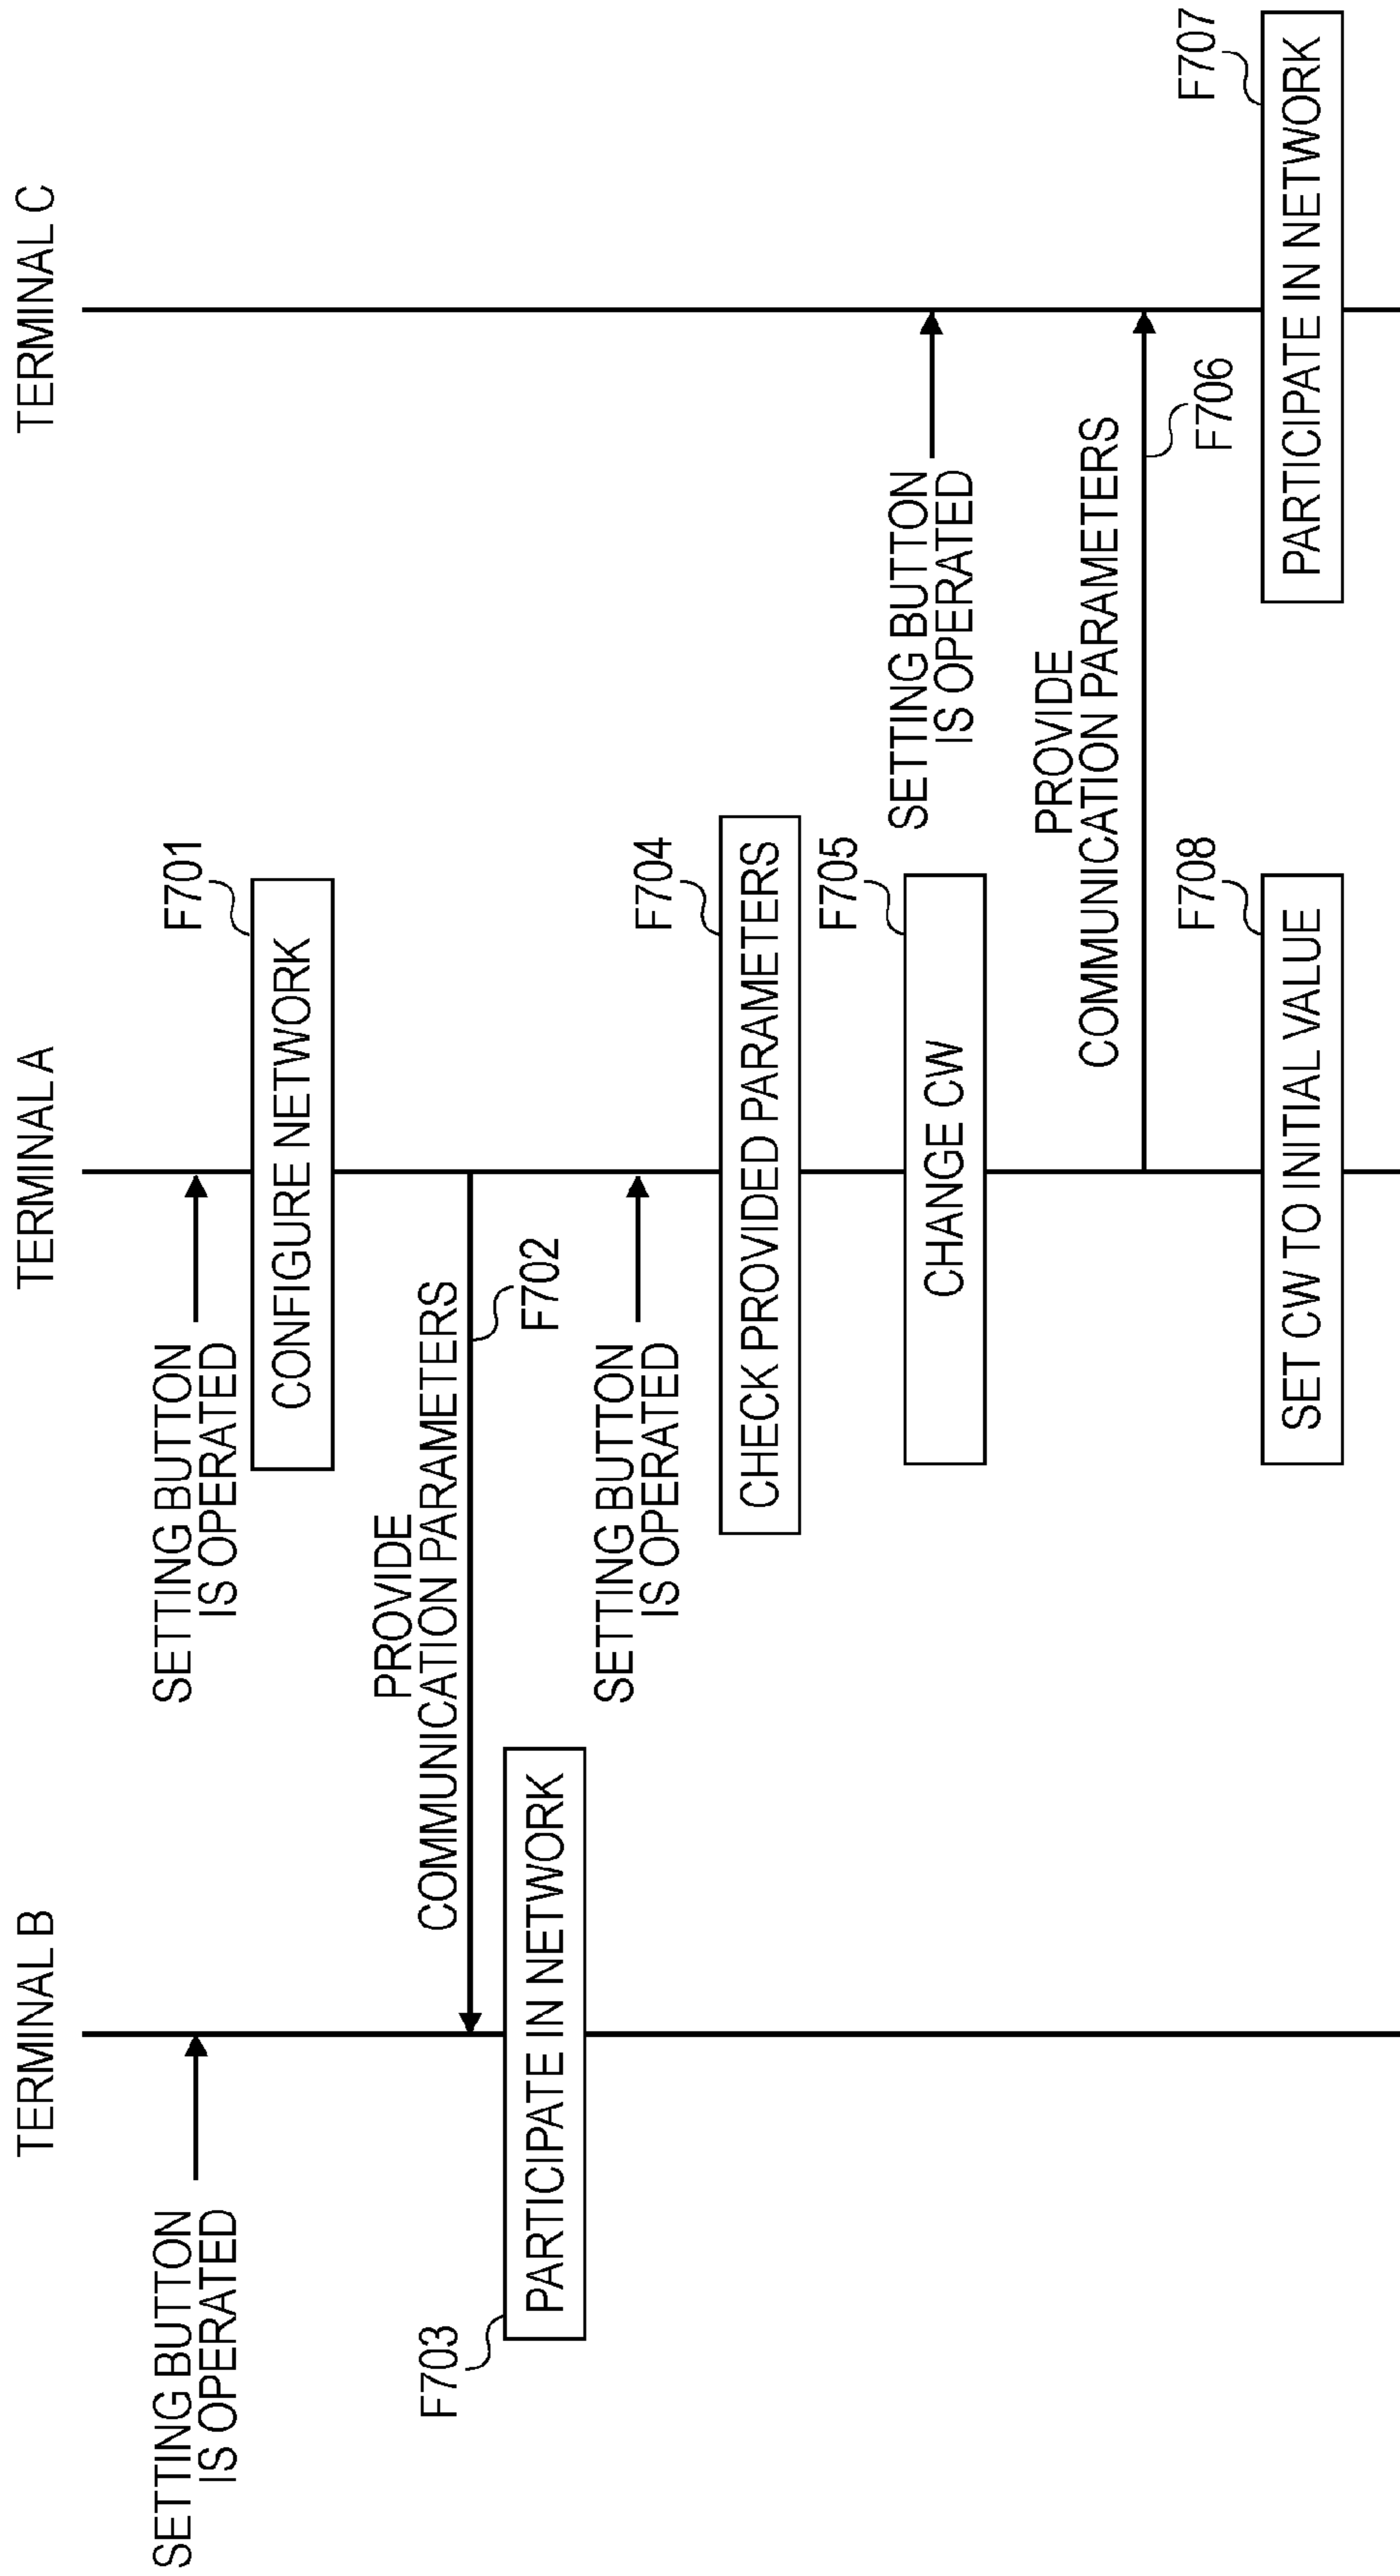 TERMINAL B
TERMINAL A
TERMINAL C
SETTING BUTTON
IS OPERATED
SETTING BUTTON
IS OPERATED
F701
CONFIGURE NETWORK
PROVIDE
COMMUNICATION PARAMETERS
F702
F703
PARTICIPATE IN NETWORK
SETTING BUTTON
IS OPERATED
F704
CHECK PROVIDED PARAMETERS
F705
CHANGE CW
SETTING BUTTON
IS OPERATED
PROVIDE
COMMUNICATION PARAMETERS
F706
F708
SET CW TO INITIAL VALUE
F707
PARTICIPATE IN NETWORK